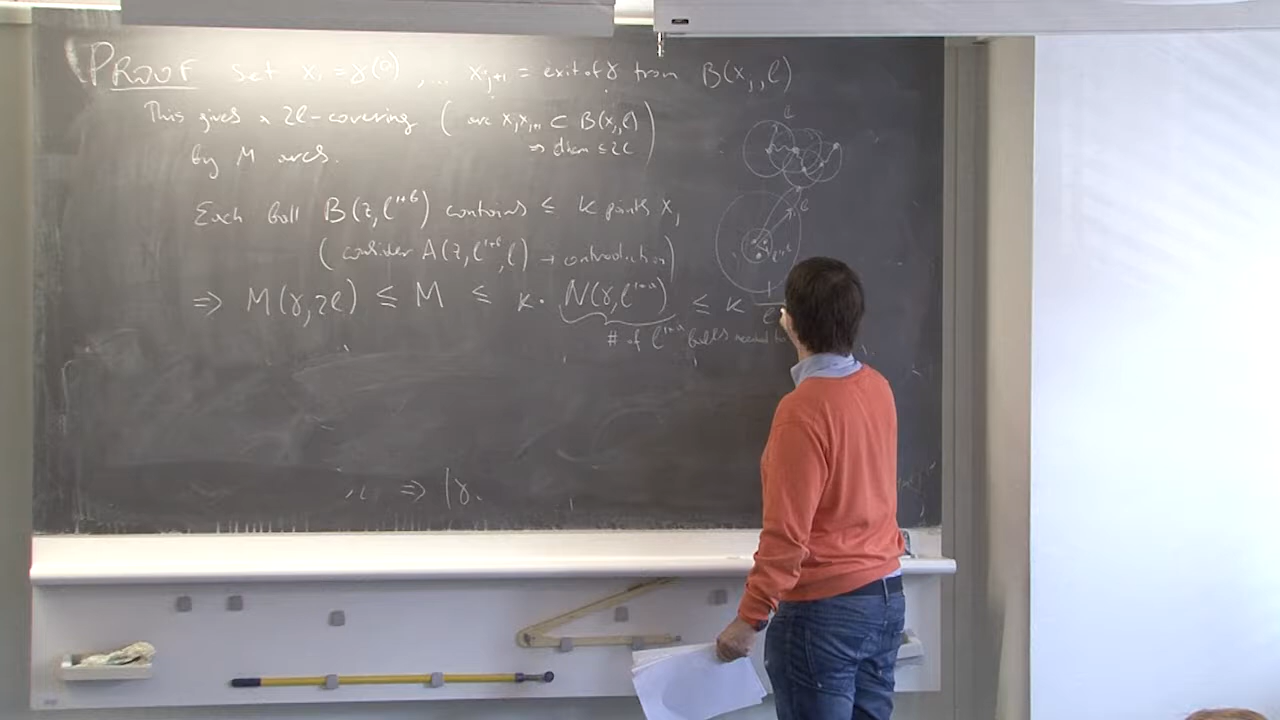 PROOF Set x₁ = γ(0), ... x_{j+1} = exit of γ from B(x_j, ℓ)
This gives a 2ℓ-covering ( arc x_j x_{j+1} ⊂ B(x_j, ℓ)
⇒ diam ≤ 2ℓ )
by M arcs.
Each ball B(z, ℓ^{1+ε}) contains ≤ K points x_j
( consider A(z, ℓ^{1+ε}, ℓ) → contradiction )
⇒ M(γ, 2ℓ) ≤ M ≤ K · N(γ, ℓ^{1+ε}) ≤ K 1
# of ℓ^{1+ε} balls needed
⇒ |γ